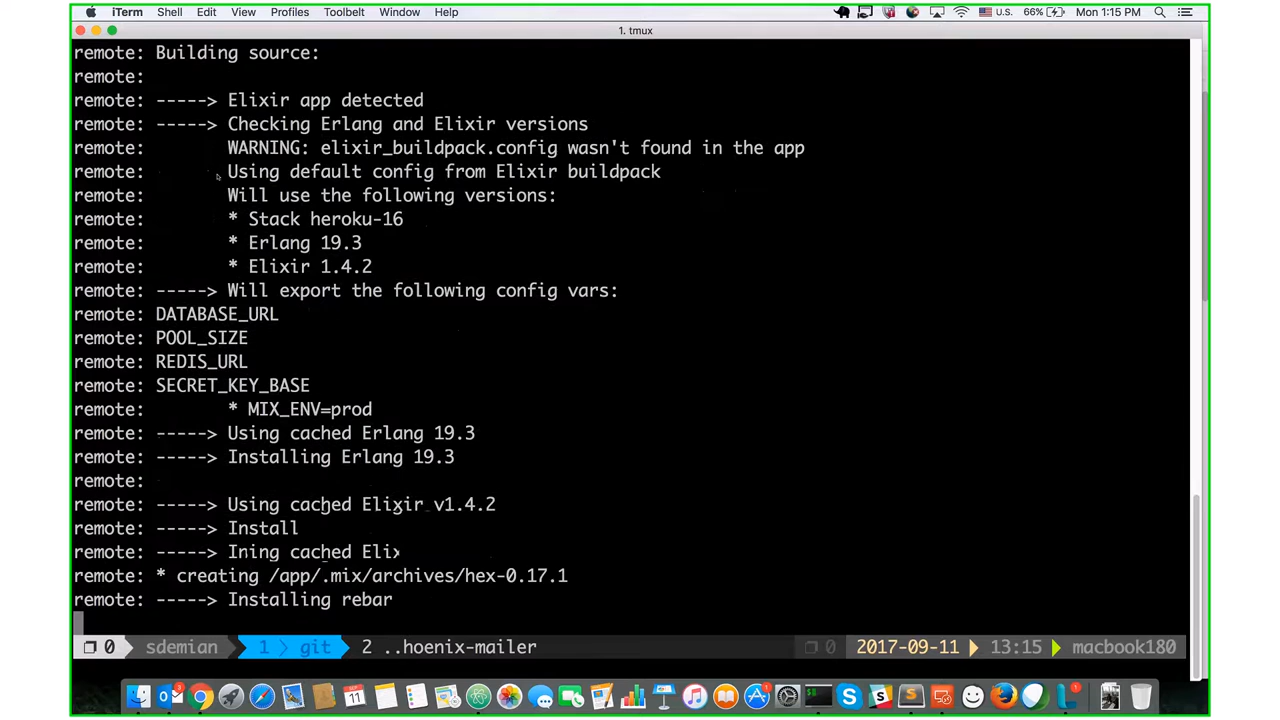 iTerm Shell Edit View Profiles Toolbelt Window Help U.S. 66% Mon 1:15 PM
1. tmux
remote: Building source:
remote:
remote: -----> Elixir app detected
remote: -----> Checking Erlang and Elixir versions
remote: WARNING: elixir_buildpack.config wasn't found in the app
remote: Using default config from Elixir buildpack
remote: Will use the following versions:
remote: * Stack heroku-16
remote: * Erlang 19.3
remote: * Elixir 1.4.2
remote: -----> Will export the following config vars:
remote: DATABASE_URL
remote: POOL_SIZE
remote: REDIS_URL
remote: SECRET_KEY_BASE
remote: * MIX_ENV=prod
remote: -----> Using cached Erlang 19.3
remote: -----> Installing Erlang 19.3
remote:
remote: -----> Using cached Elixir v1.4.2
remote: -----> Install
remote: -----> Ining cached Elix
remote: * creating /app/.mix/archives/hex-0.17.1
remote: -----> Installing rebar
0 sdemian 1 git 2 ..hoenix-mailer 0 2017-09-11 13:15 macbook180